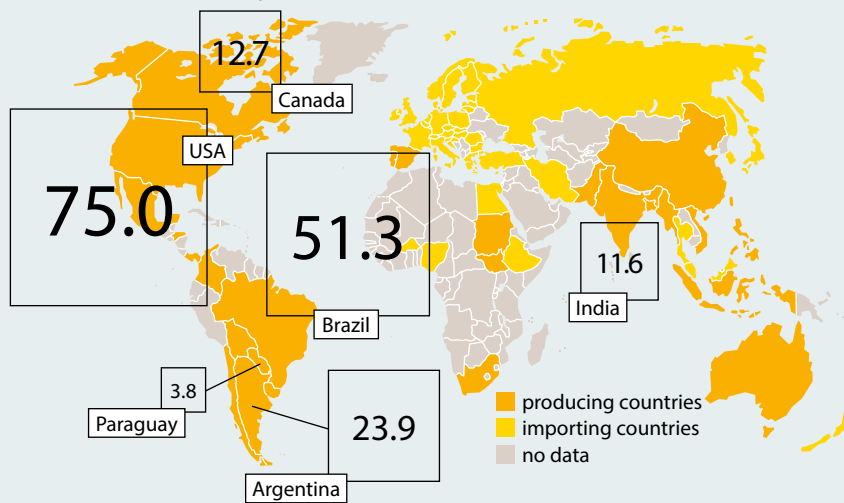 12.7
Canada
USA
75.0
51.3
Brazil
11.6
India
3.8
Paraguay
23.9
Argentina
producing countries
importing countries
no data